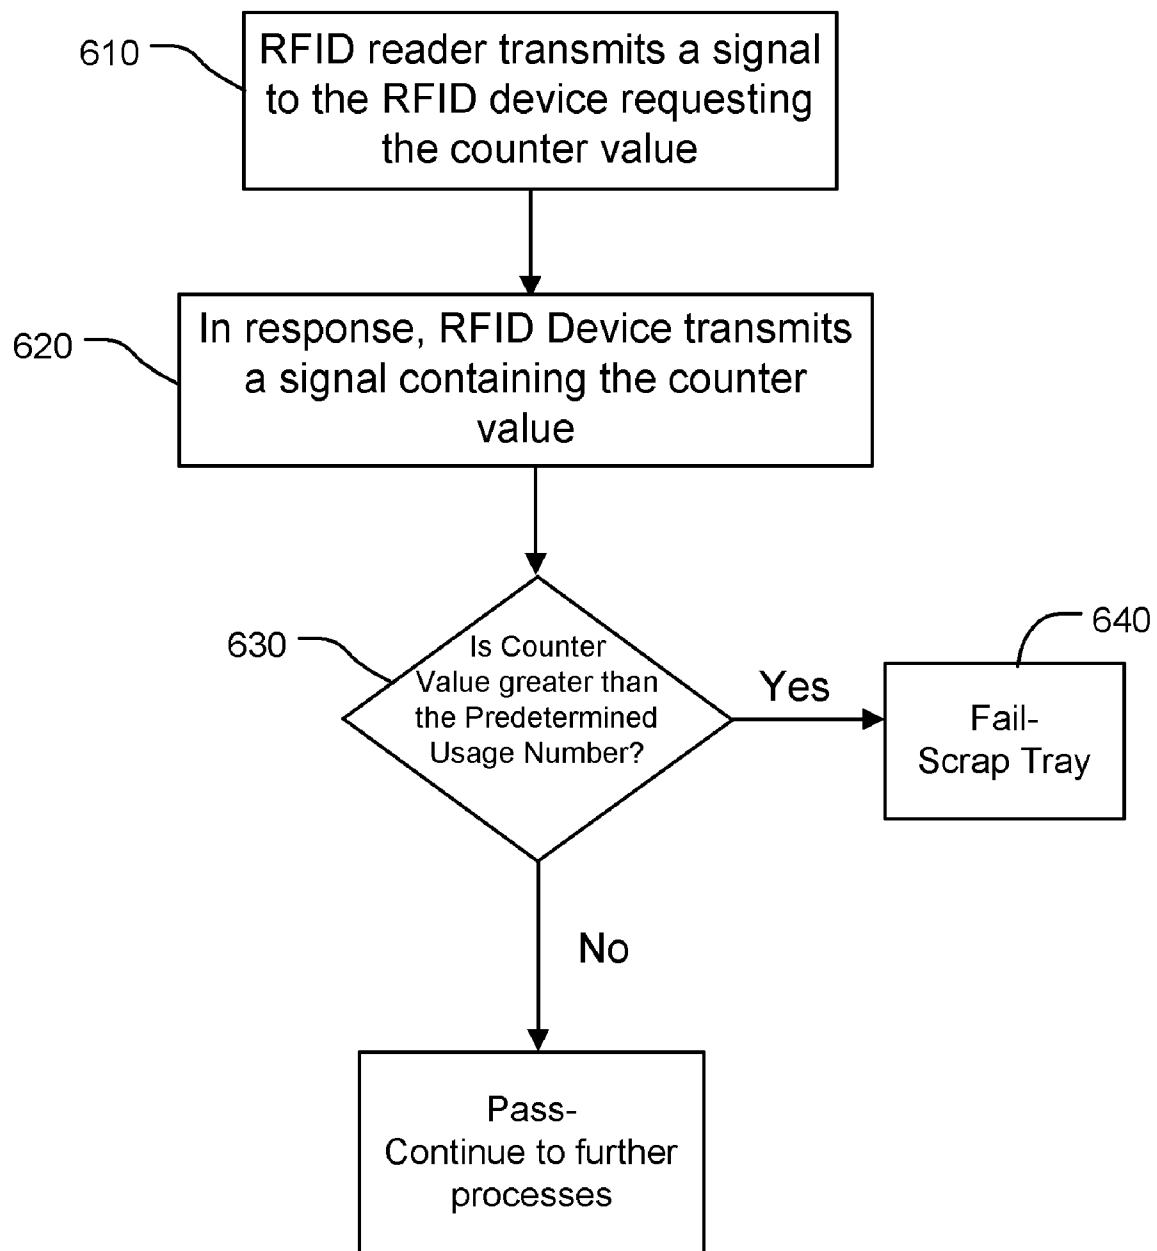 610
RFID reader transmits a signal
to the RFID device requesting
the counter value
620
In response, RFID Device transmits
a signal containing the counter
value
630
Is Counter
Value greater than
the Predetermined
Usage Number?
Yes
640
Fail-
Scrap Tray
No
Pass-
Continue to further
processes